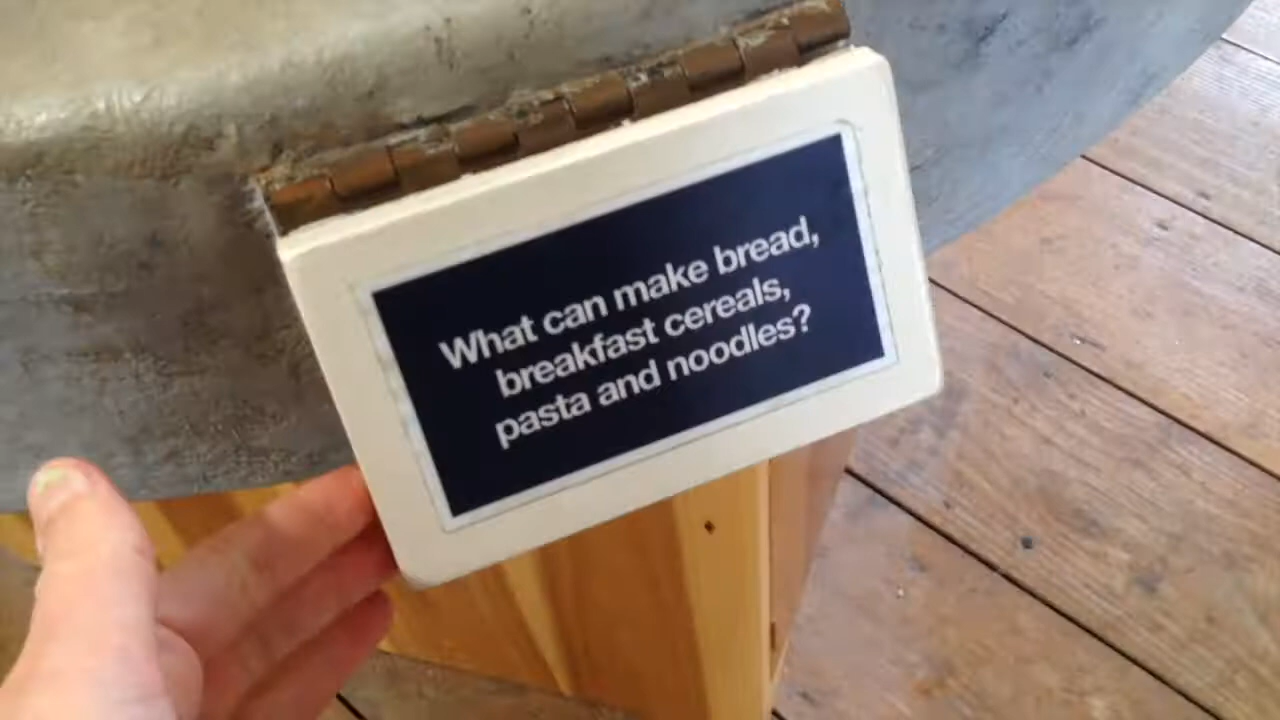 What can make bread,
breakfast cereals,
pasta and noodles?